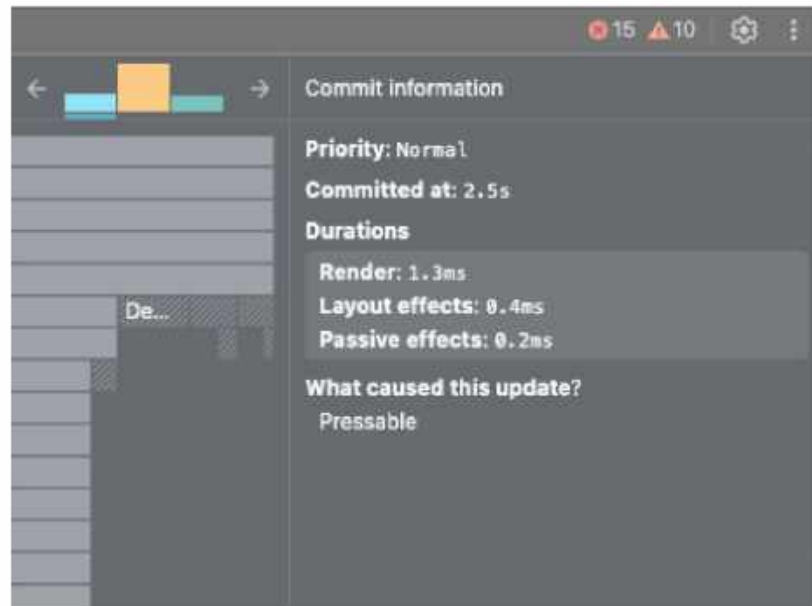 15 10
Commit information
Priority: Normal
Committed at: 2.5s
Durations
Render: 1.3ms
De...
Layout effects: 0.4ms
Passive effects: 0.2ms
What caused this update?
Pressable